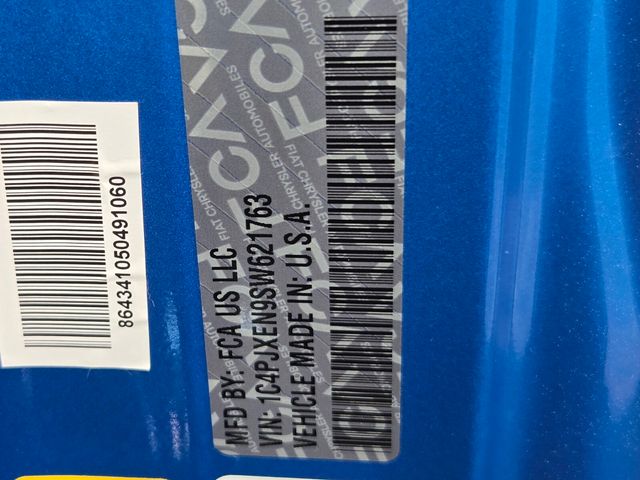 864341050491060
MFD BY: FCA US LLC
VIN: 1C4PJXEN9SW621763
VEHICLE MADE IN: U.S.A.